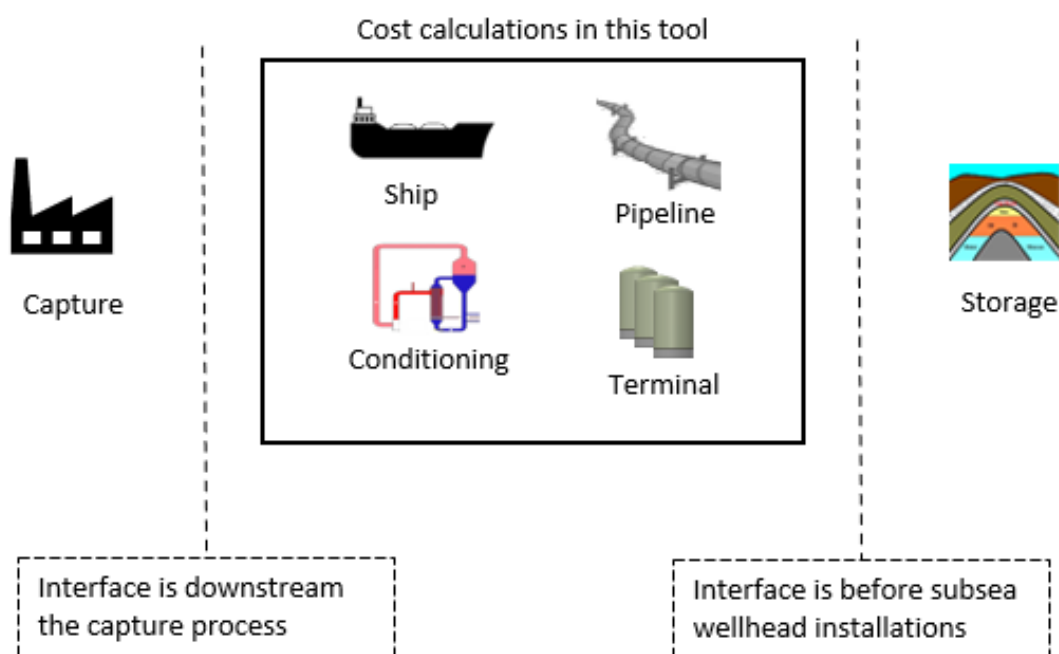 Cost calculations in this tool
Ship
Pipeline
Capture
Storage
Conditioning
Terminal
Interface is downstream
the capture process
Interface is before subsea
wellhead installations